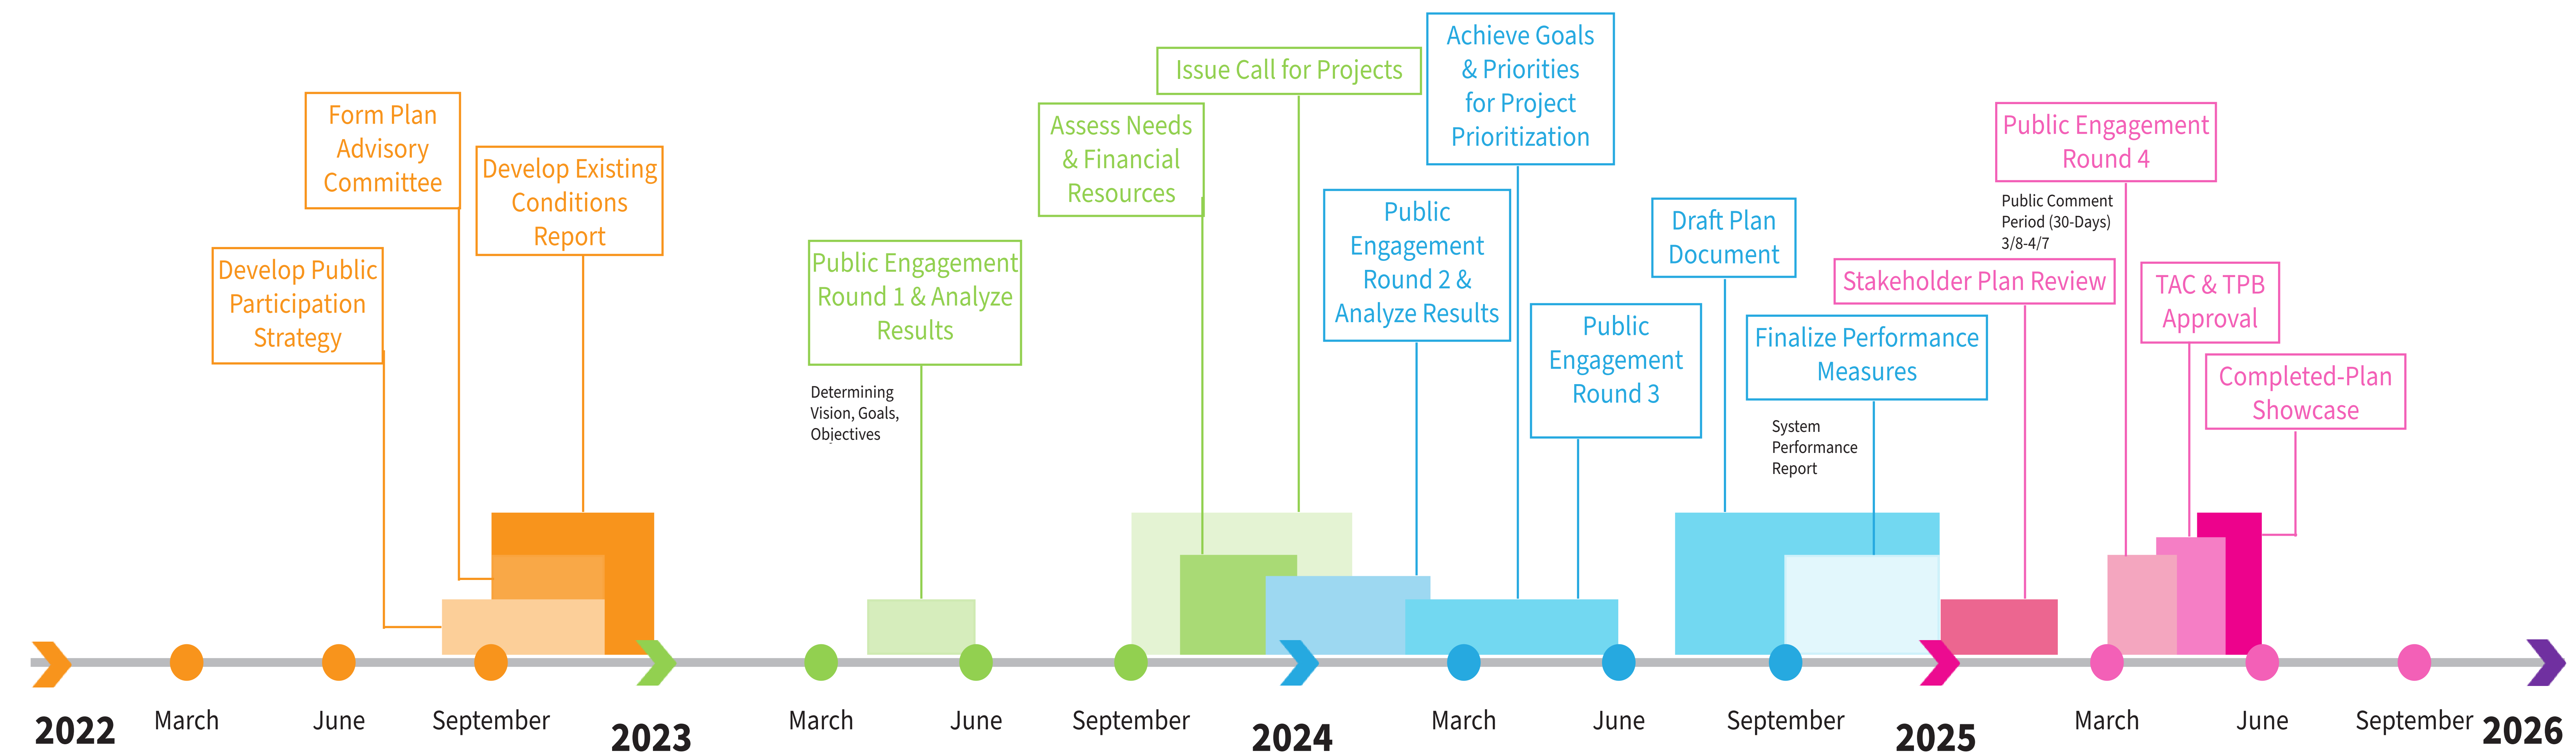 Form Plan
Advisory
Committee
Develop Existing
Conditions
Report
Develop Public
Participation
Strategy
Public Engagement
Round 1 & Analyze
Results
Determining
Vision, Goals,
Objectives
Assess Needs
& Financial
Resources
Issue Call for Projects
Achieve Goals
& Priorities
for Project
Prioritization
Public
Engagement
Round 2 &
Analyze Results
Public
Engagement
Round 3
Draft Plan
Document
Finalize Performance
Measures
System
Performance
Report
Public Engagement
Round 4
Public Comment
Period (30-Days)
3/8-4/7
Stakeholder Plan Review
TAC & TPB
Approval
Completed-Plan
Showcase
2022 March June September 2023 March June September 2024 March June September 2025 March June September 2026